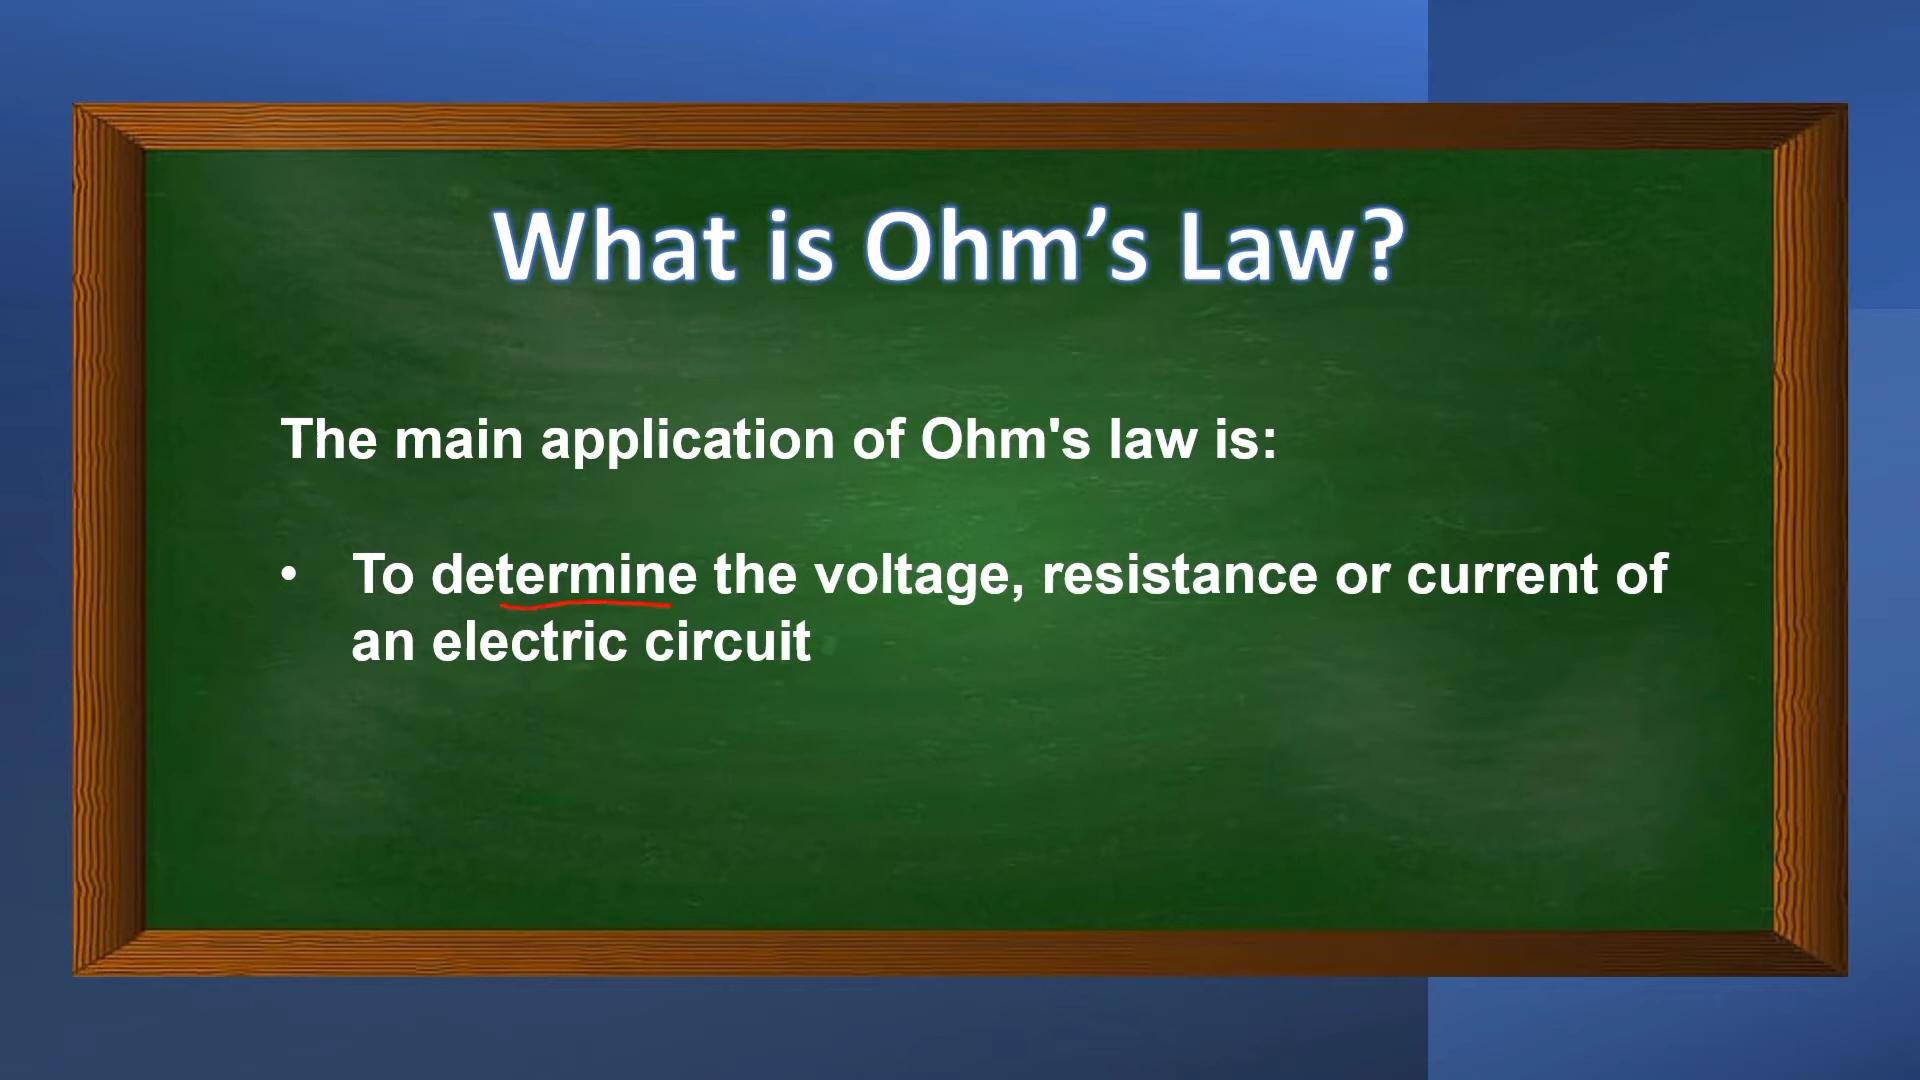 What is Ohm’s Law?
The main application of Ohm's law is:
• To determine the voltage, resistance or current of
an electric circuit